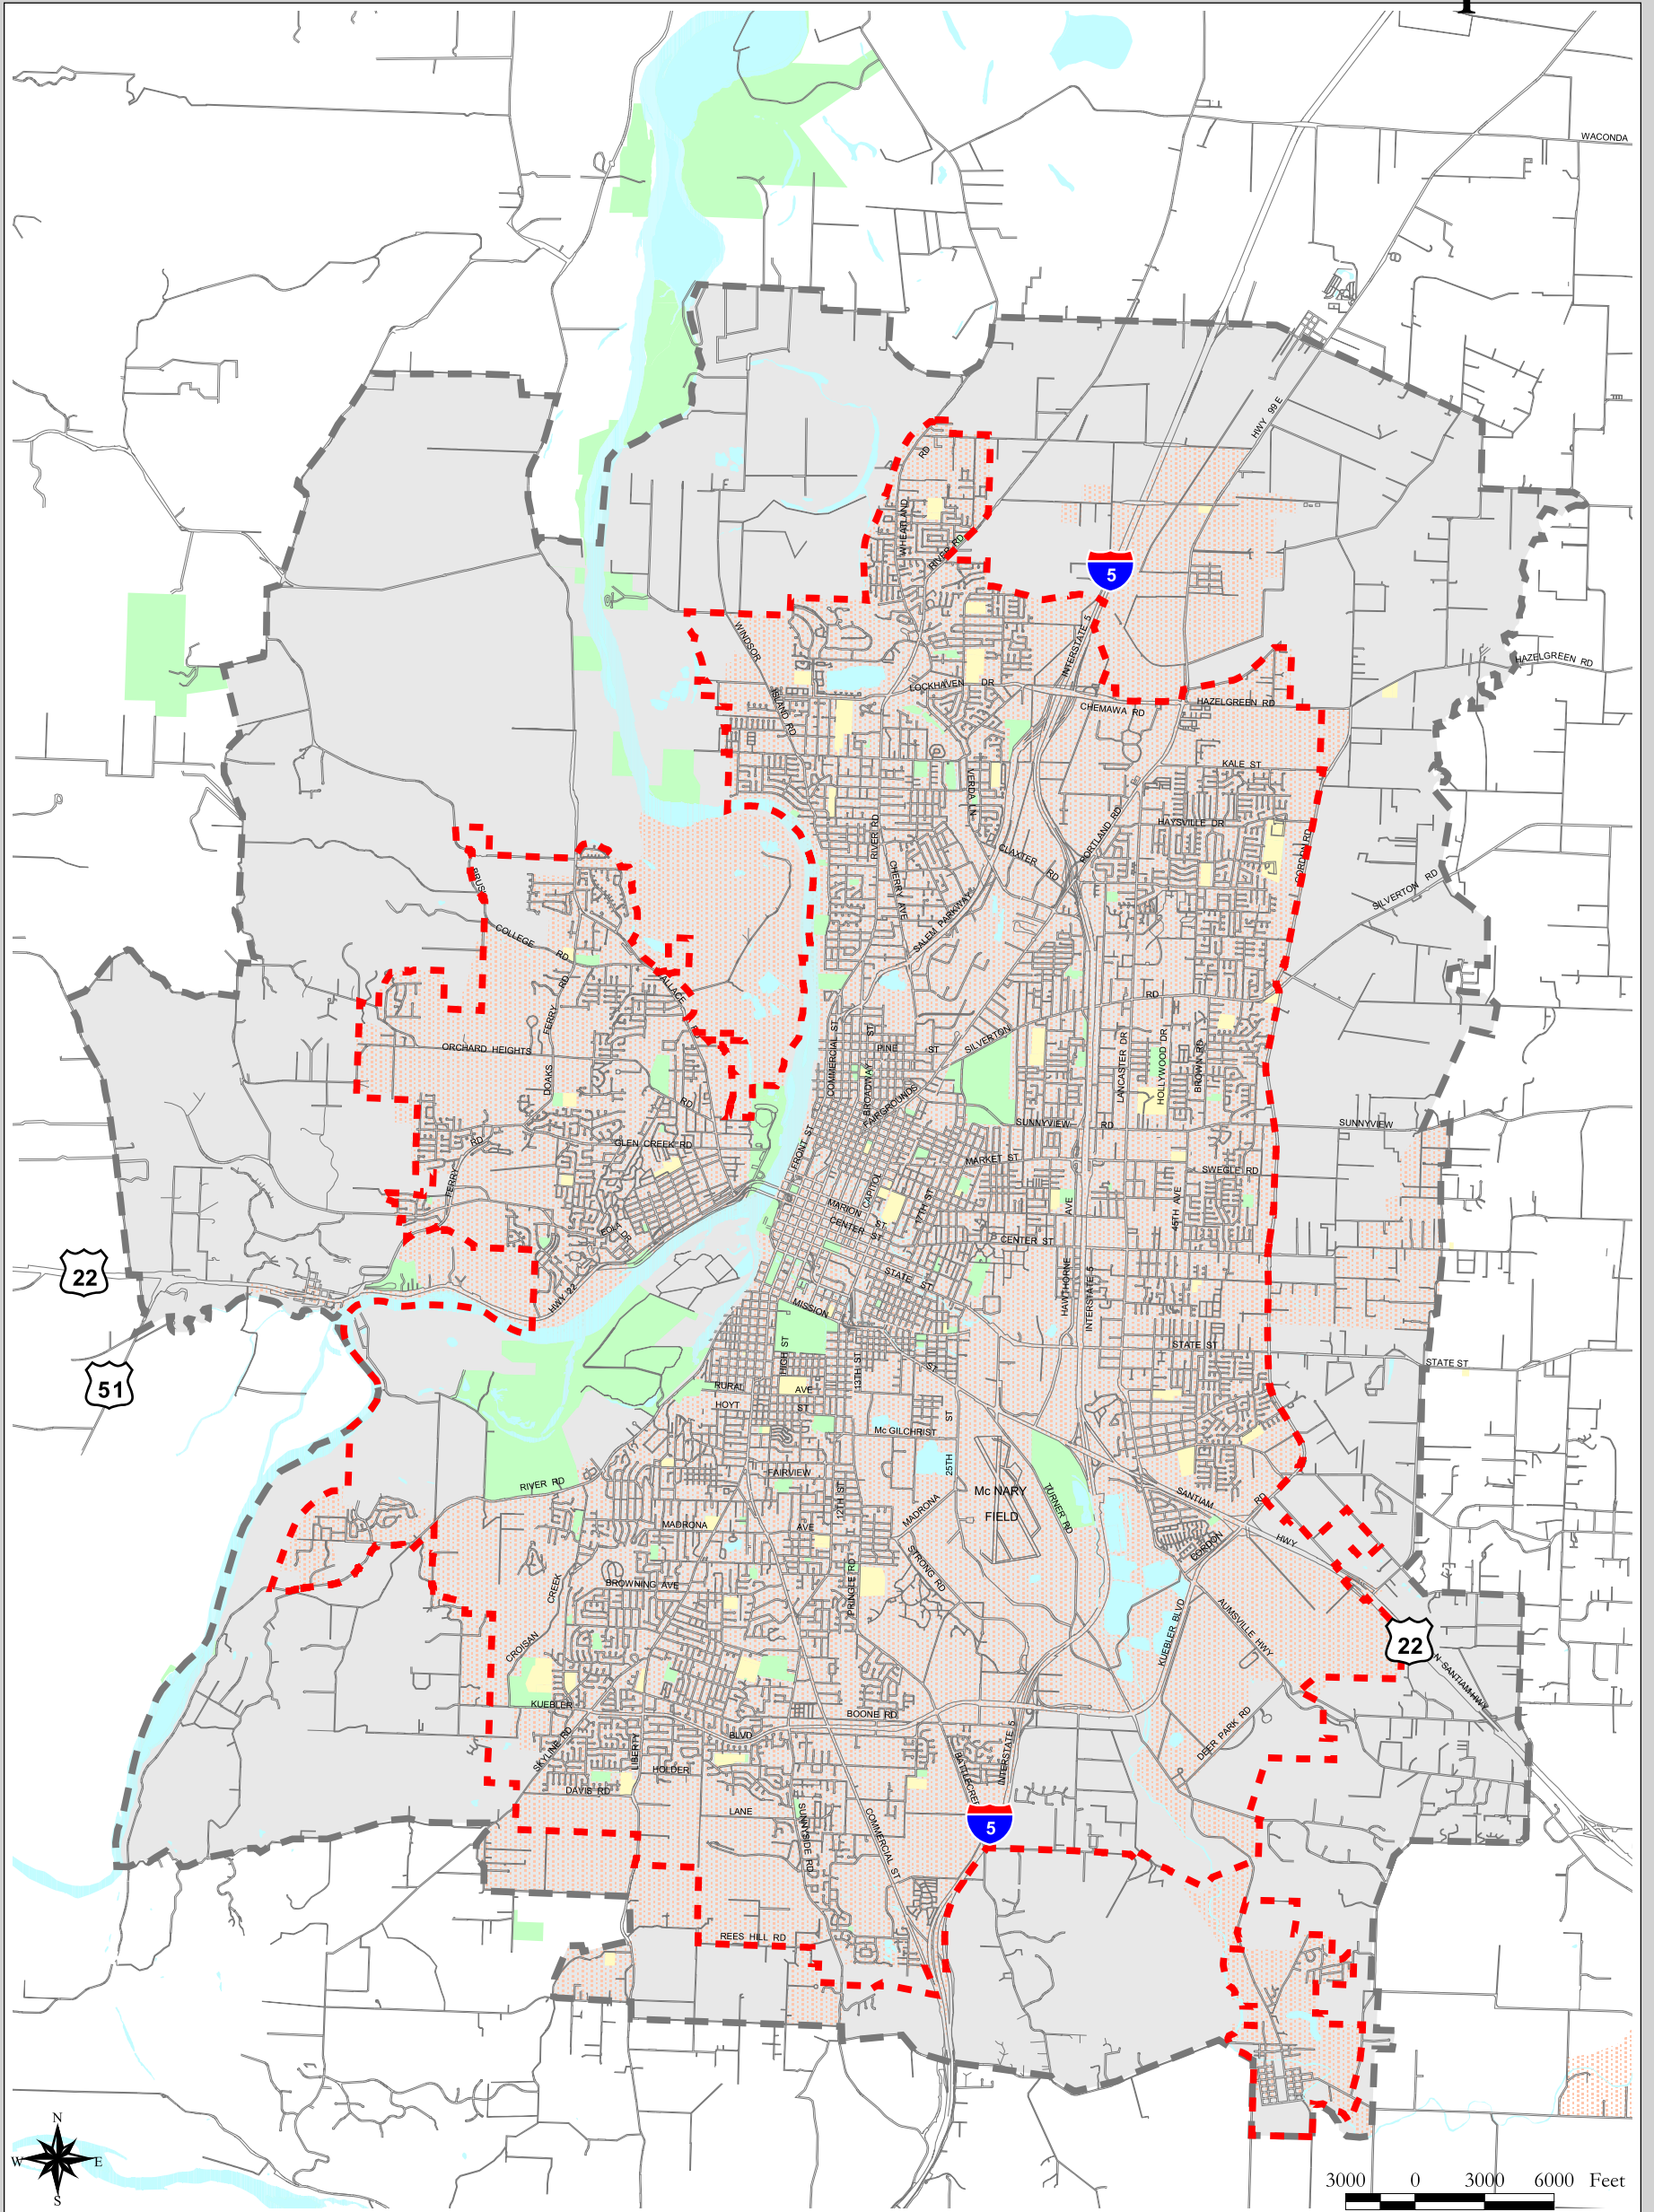 WACONDA
HWY 99 E
RD
WHEATLAND
RIVER RD
5
WINDSOR
INTERSTATE 5
HAZELGREEN RD
LOCKHAVEN DR
ISLAND RD
CHEMAWA RD
HAZELGREEN RD
KALE ST
VERDA LN
HAYSVILLE DR
PORTLAND RD
RIVER RD
CLAXTER RD
CHERRY AVE
CORDON RD
BRUSH
SILVERTON RD
SALEM PARKWAY
COLLEGE RD
WALLACE
RD
FERRY RD
DOAKS
ORCHARD HEIGHTS
RD
COMMERCIAL ST
ST
PINE ST
SILVERTON
BROADWAY
FAIRGROUNDS
LANCASTER DR
HOLLYWOOD DR
BROWN RD
SUNNYVIEW RD
SUNNYVIEW
GLEN CREEK RD
RD
FERRY
FRONT ST
MARKET ST
SWEGLE RD
CAPITOL
17TH ST
AVE
45TH AVE
MARION ST
CENTER ST
CENTER ST
EOLA DR
22
HWY 22
STATE ST
HAWTHORNE
INTERSTATE 5
MISSION ST
HIGH ST
13TH ST
STATE ST
STATE ST
51
RURAL AVE
HOYT ST
ST
Mc GILCHRIST
25TH
FAIRVIEW
RIVER RD
12TH ST
Mc NARY
FIELD
TURNER RD
SANTIAM
RD
HWY
MADRONA AVE
MADRONA
CORDON
STRONG RD
CREEK
BROWNING AVE
PRINGLE RD
KUEBLER BLVD
AUMSVILLE HWY
CROISAN
22
N SANTIAM HWY
KUEBLER
BOONE RD
BLVD
SKYLINE RD
LIBERTY
DEER PARK RD
INTERSTATE 5
HOLDER
DAVIS RD
LANE
SUNNYSIDE RD
COMMERCIAL ST
5
REES HILL RD
N
W E
S
3000 0 3000 6000 Feet